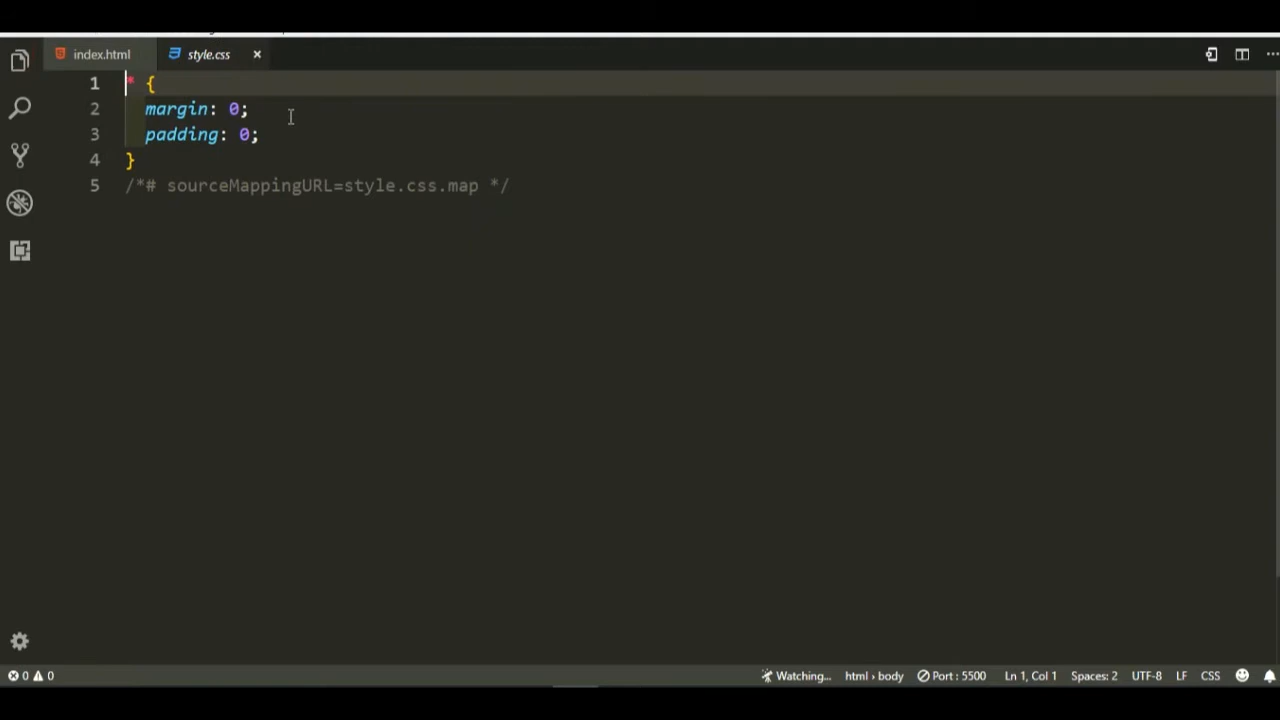 index.html style.css ×
1 * {
2 margin: 0;
3 padding: 0;
4 }
5 /*# sourceMappingURL=style.css.map */
0 0 Watching... html › body Port : 5500 Ln 1, Col 1 Spaces: 2 UTF-8 LF CSS